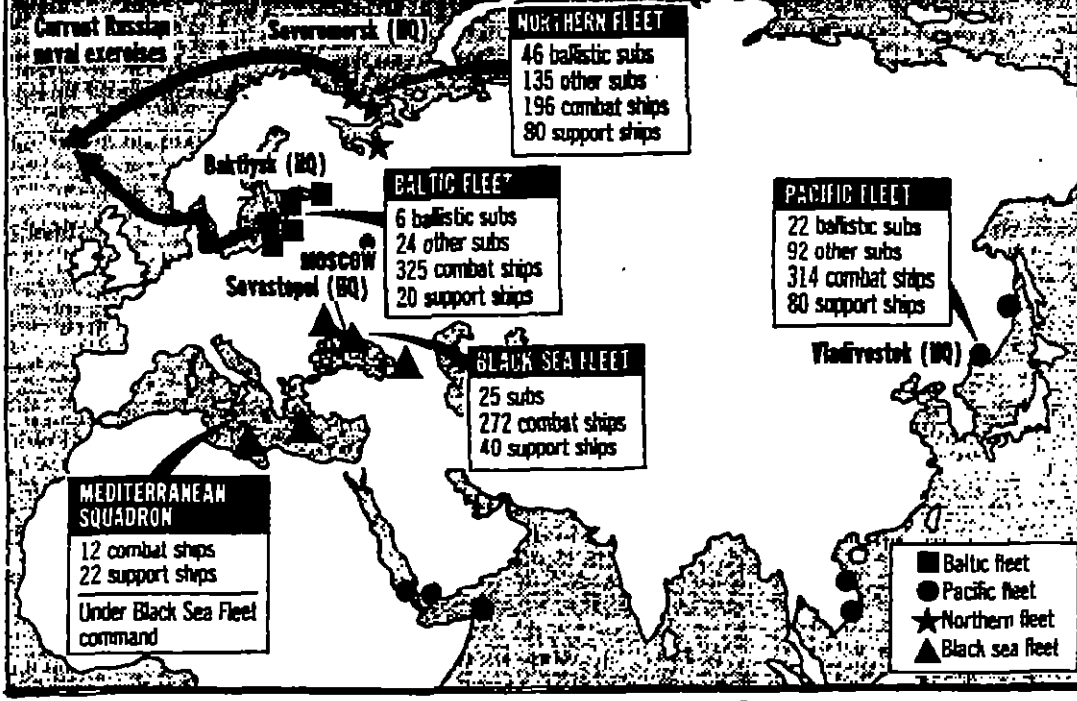 Current Russian
naval exercises
Severomorsk (HQ)
NORTHERN FLEET
46 ballistic subs
135 other subs
196 combat ships
80 support ships
Baktiysk (HQ)
BALTIC FLEET
6 ballistic subs
24 other subs
325 combat ships
20 support ships
MOSCOW
Sevastopol (HQ)
PACIFIC FLEET
22 ballistic subs
92 other subs
314 combat ships
80 support ships
Vladivostok (HQ)
BLACK SEA FLEET
25 subs
272 combat ships
40 support ships
MEDITERRANEAN
SQUADRON
12 combat ships
22 support ships
Under Black Sea Fleet
command
Baltic fleet
Pacific fleet
Northern fleet
Black sea fleet